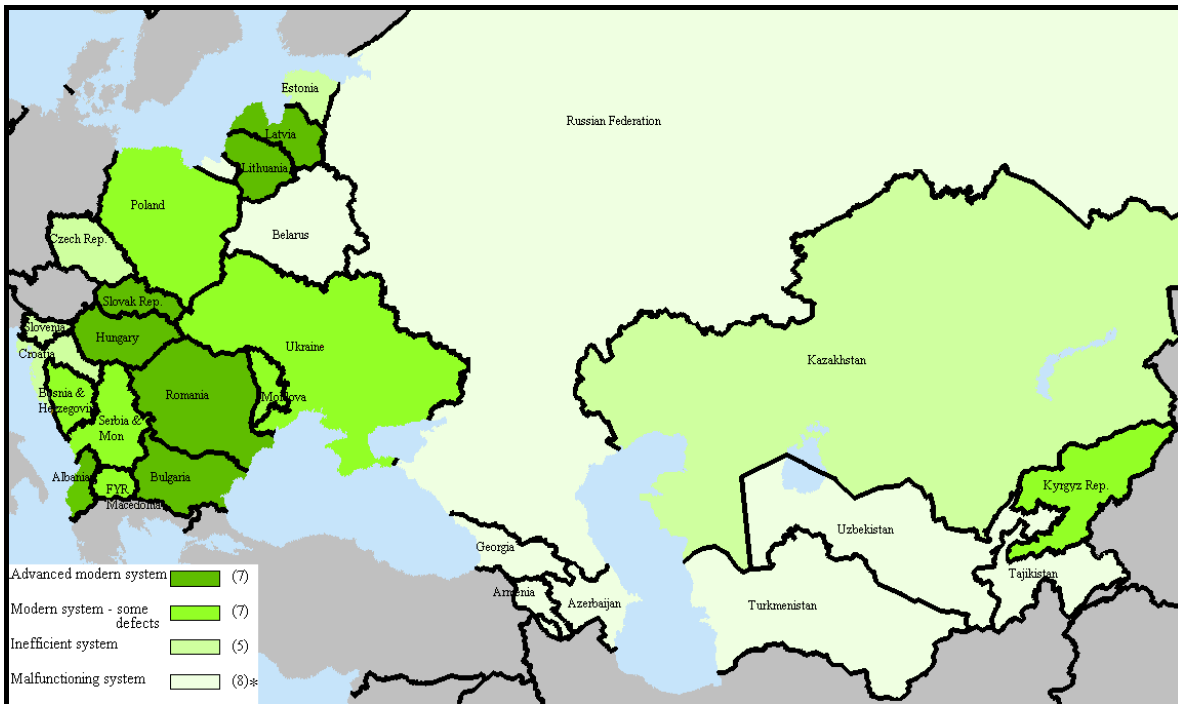 Estonia
Russian Federation
Latvia
Lithuania
Poland
Belarus
Czech Rep.
Slovak Rep.
Slovenia
Hungary
Ukraine
Croatia
Kazakhstan
Bosnia &
Herzegovi
Romania
Moldova
Serbia &
Mon
Albania
Bulgaria
FYR
Macedonia
Kyrgyz Rep.
Uzbekistan
Georgia
Tajikistan
Armenia
Azerbaijan
Turkmenistan
Advanced modern system (7)
Modern system - some (7)
defects
Inefficient system (5)
Malfunctioning system (8)*